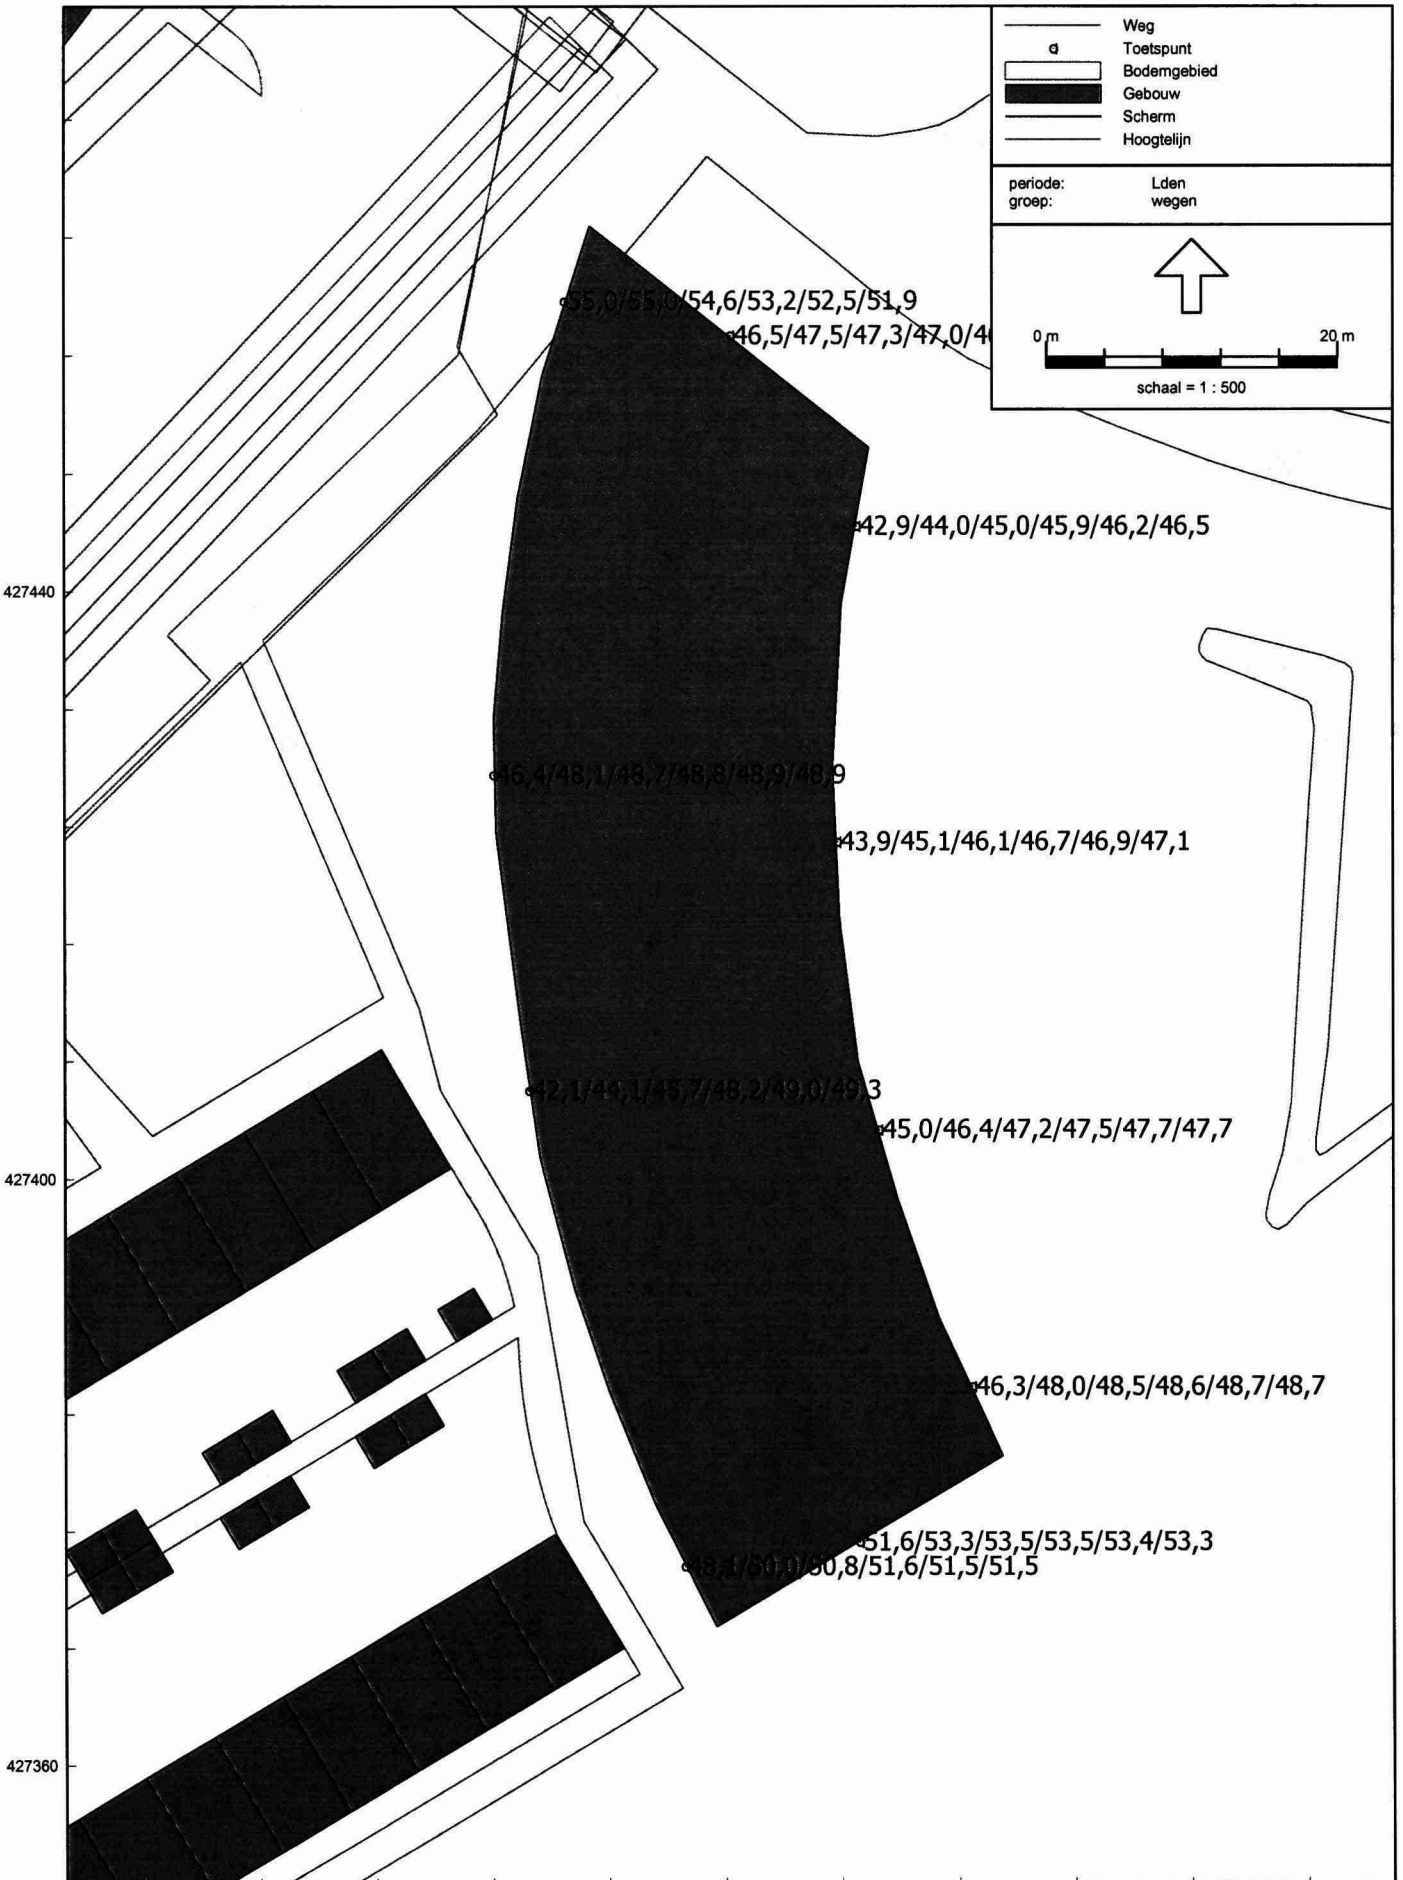 Weg
Toetspunt
Bodemgebied
Gebouw
Scherm
Hoogtelijn
periode: Lden
groep: wegen
0 m 20 m
schaal = 1 : 500
55,0/55,0/54,6/53,2/52,5/51,9
46,5/47,5/47,3/47,0/4
42,9/44,0/45,0/45,9/46,2/46,5
427440
46,4/48,1/48,7/48,8/48,9/48,9
43,9/45,1/46,1/46,7/46,9/47,1
42,1/44,1/45,7/48,2/49,0/49,3
45,0/46,4/47,2/47,5/47,7/47,7
427400
46,3/48,0/48,5/48,6/48,7/48,7
51,6/53,3/53,5/53,5/53,4/53,3
48,1/50,0/50,8/51,6/51,5/51,5
427360